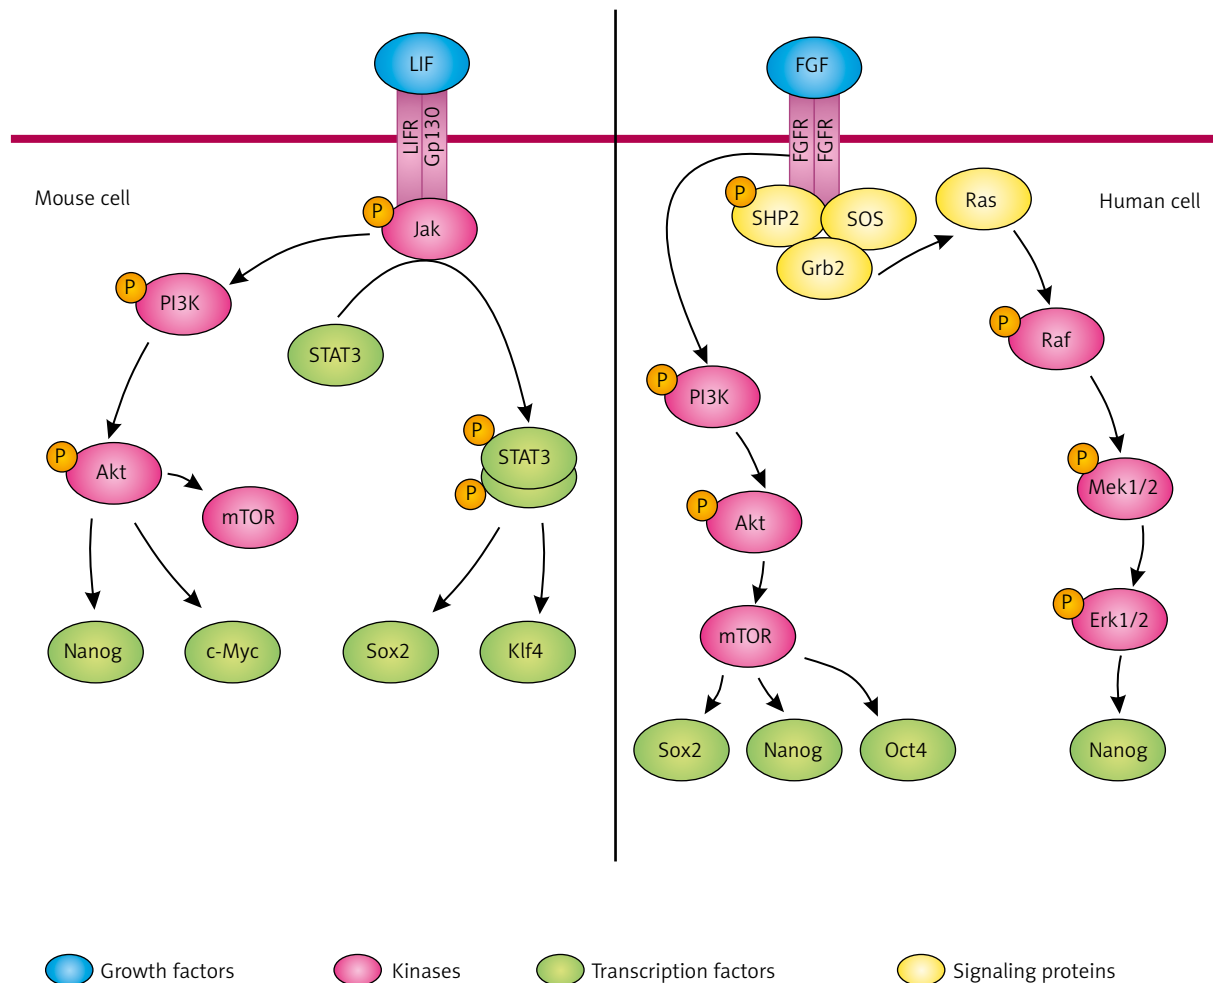 LIF
LIFR
Gp130
Mouse cell
P
Jak
P
PI3K
STAT3
P
STAT3
P
P
Akt
mTOR
Nanog
c-Myc
Sox2
Klf4
FGF
FGFR
FGFR
Human cell
P
SHP2
SOS
Grb2
Ras
P
Raf
P
PI3K
P
Mek1/2
P
Akt
P
Erk1/2
mTOR
Sox2
Nanog
Oct4
Nanog
Growth factors
Kinases
Transcription factors
Signaling proteins